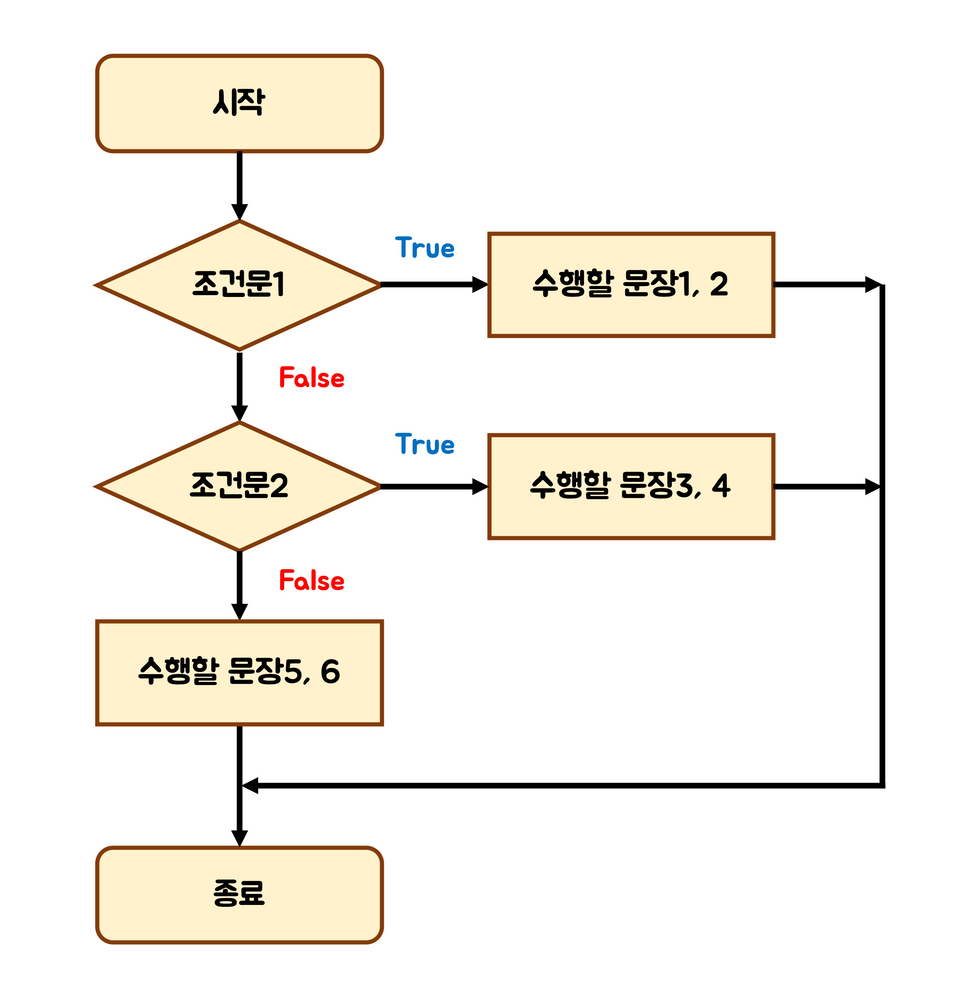 시작
조건문1
True
수행할 문장1, 2
False
조건문2
True
수행할 문장3, 4
False
수행할 문장5, 6
종료